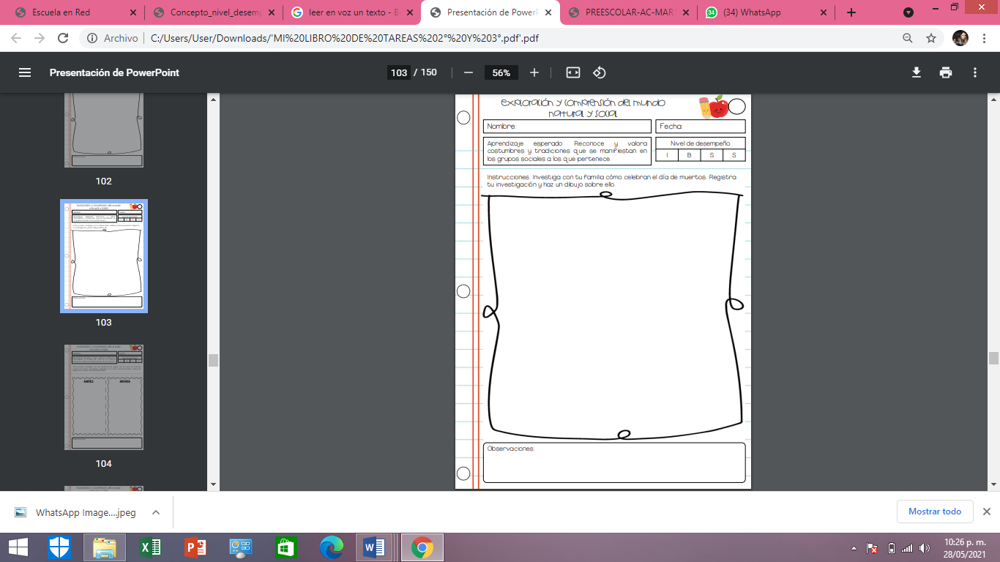 Escuela en Red
Concepto_nivel_desem
leer en voz un texto - B
Presentación de PowerP
PREESCOLAR-AC-MAR
34
(34) WhatsApp
Archivo
C:/Users/User/Downloads/'MI%20LIBRO%20DE%20TAREAS%202°%20Y%203°.pdf'.pdf
Presentación de PowerPoint
103 / 150
56%
102
103
ANTES
AHORA
104
Exploración y comprensión del mundo
natural y social
Nombre:
Fecha:
Aprendizaje esperado Reconoce y valora
costumbres y tradiciones que se manifiestan en
los grupos sociales a los que pertenece
Nivel de desempeño
I B S S
Instrucciones: Investiga con tu familia cómo celebran el día de muertos. Registra
tu investigación y haz un dibujo sobre ello.
Observaciones:
WhatsApp Image....jpeg
Mostrar todo
10:26 p. m.
28/05/2021